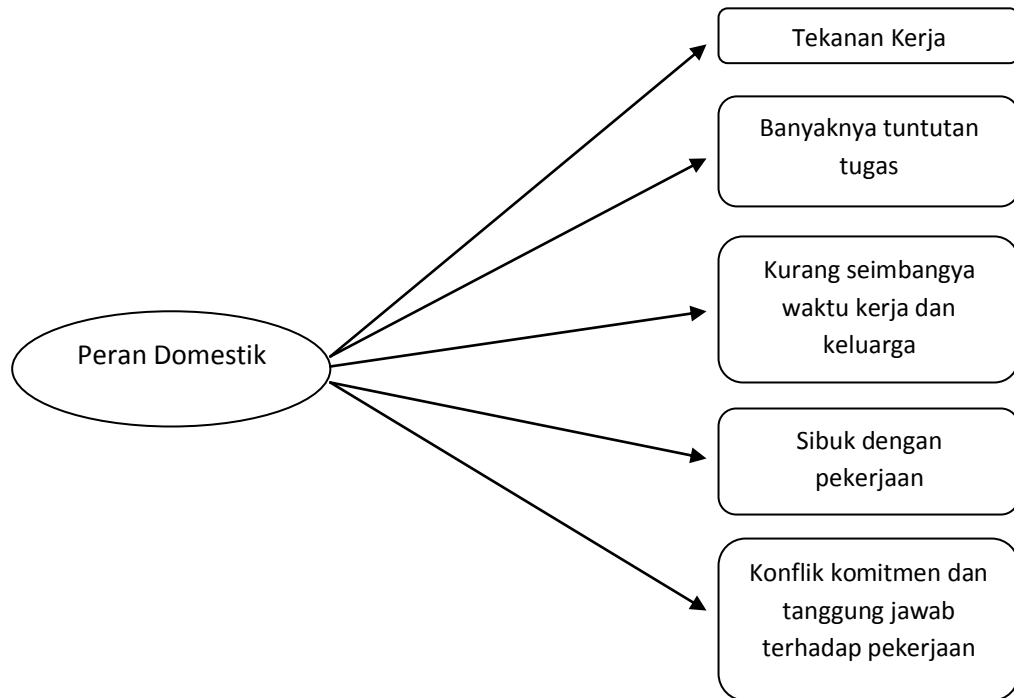 Tekanan Kerja
Banyaknya tuntutan
tugas
Kurang seimbangya
waktu kerja dan
keluarga
Peran Domestik
Sibuk dengan
pekerjaan
Konflik komitmen dan
tanggung jawab
terhadap pekerjaan